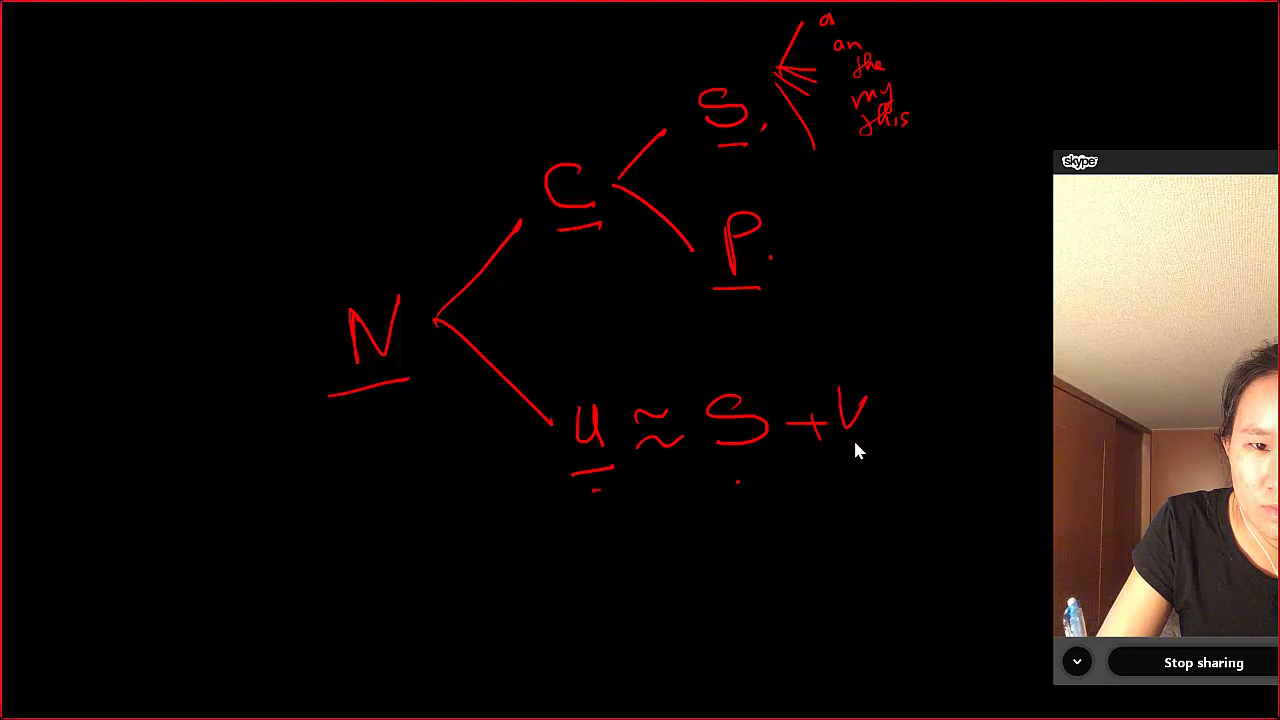 a
an
the
my
this
S,
C
P.
N
u ≈ S + V
skype
Stop sharing